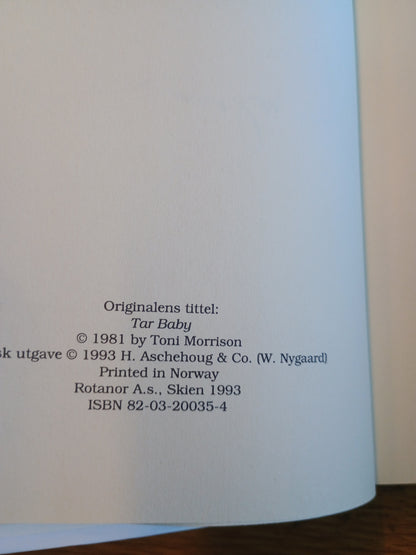 Originalens tittel:
Tar Baby
© 1981 by Toni Morrison
utgave © 1993 H. Aschehoug & Co. (W. Nygaard)
Printed in Norway
Rotanor A.s., Skien 1993
ISBN 82-03-20035-4